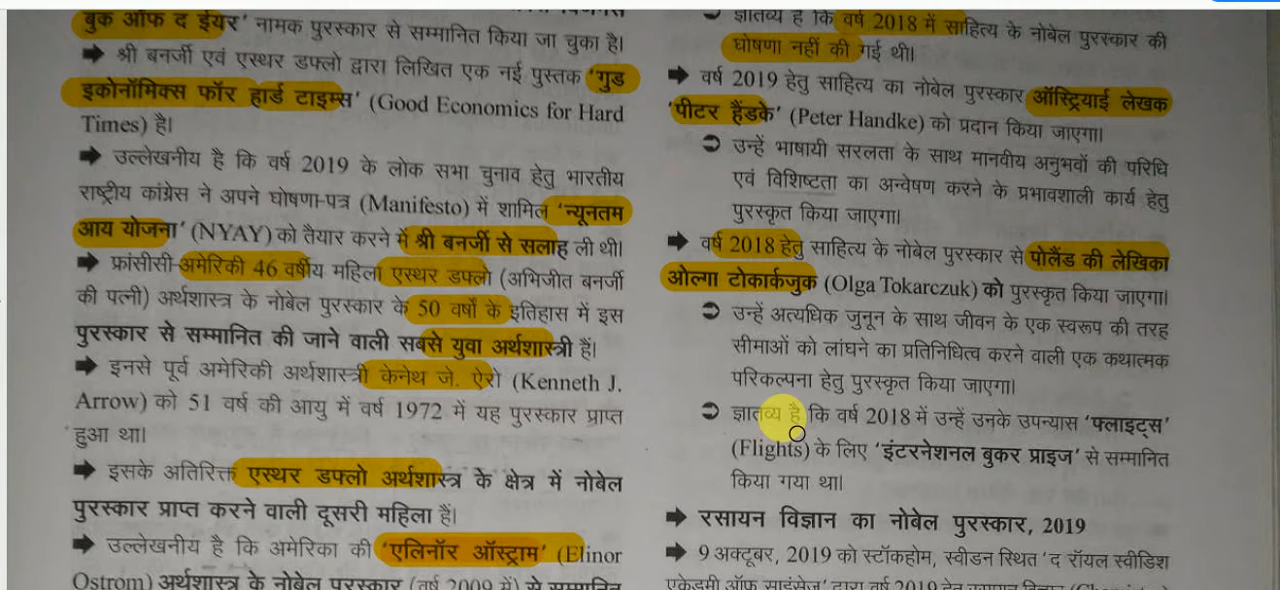 बुक ऑफ द ईयर' नामक पुरस्कार से सम्मानित किया जा चुका है।
➡ श्री बनर्जी एवं एस्थर डफ्लो द्वारा लिखित एक नई पुस्तक 'गुड
इकोनॉमिक्स फॉर हार्ड टाइम्स' (Good Economics for Hard
Times) है।
➡ उल्लेखनीय है कि वर्ष 2019 के लोक सभा चुनाव हेतु भारतीय
राष्ट्रीय कांग्रेस ने अपने घोषणा-पत्र (Manifesto) में शामिल 'न्यूनतम
आय योजना' (NYAY) को तैयार करने में श्री बनर्जी से सलाह ली थी।
➡ फ्रांसीसी-अमेरिकी 46 वर्षीय महिला एस्थर डफ्लो (अभिजीत बनर्जी
की पत्नी) अर्थशास्त्र के नोबेल पुरस्कार के 50 वर्षों के इतिहास में इस
पुरस्कार से सम्मानित की जाने वाली सबसे युवा अर्थशास्त्री हैं।
➡ इनसे पूर्व अमेरिकी अर्थशास्त्री केनेथ जे. ऐरो (Kenneth J.
Arrow) को 51 वर्ष की आयु में वर्ष 1972 में यह पुरस्कार प्राप्त
हुआ था।
➡ इसके अतिरिक्त एस्थर डफ्लो अर्थशास्त्र के क्षेत्र में नोबेल
पुरस्कार प्राप्त करने वाली दूसरी महिला हैं।
➡ उल्लेखनीय है कि अमेरिका की 'एलिनॉर ऑस्ट्राम' (Elinor
Ostrom) अर्थशास्त्र के नोबेल पुरस्कार (वर्ष 2009 में) से सम्मानित
➲ ज्ञातव्य है कि वर्ष 2018 में साहित्य के नोबेल पुरस्कार की
घोषणा नहीं की गई थी।
➡ वर्ष 2019 हेतु साहित्य का नोबेल पुरस्कार ऑस्ट्रियाई लेखक
'पीटर हैंडके' (Peter Handke) को प्रदान किया जाएगा।
➲ उन्हें भाषायी सरलता के साथ मानवीय अनुभवों की परिधि
एवं विशिष्टता का अन्वेषण करने के प्रभावशाली कार्य हेतु
पुरस्कृत किया जाएगा।
➡ वर्ष 2018 हेतु साहित्य के नोबेल पुरस्कार से पोलैंड की लेखिका
ओल्गा टोकार्कजुक (Olga Tokarczuk) को पुरस्कृत किया जाएगा।
➲ उन्हें अत्यधिक जुनून के साथ जीवन के एक स्वरूप की तरह
सीमाओं को लांघने का प्रतिनिधित्व करने वाली एक कथात्मक
परिकल्पना हेतु पुरस्कृत किया जाएगा।
➲ ज्ञातव्य है कि वर्ष 2018 में उन्हें उनके उपन्यास 'फ्लाइट्स'
(Flights) के लिए 'इंटरनेशनल बुकर प्राइज' से सम्मानित
किया गया था।
➡ रसायन विज्ञान का नोबेल पुरस्कार, 2019
➡ 9 अक्टूबर, 2019 को स्टॉकहोम, स्वीडन स्थित 'द रॉयल स्वीडिश
एकेडमी ऑफ साइंसेज' द्वारा वर्ष 2019 हेतु